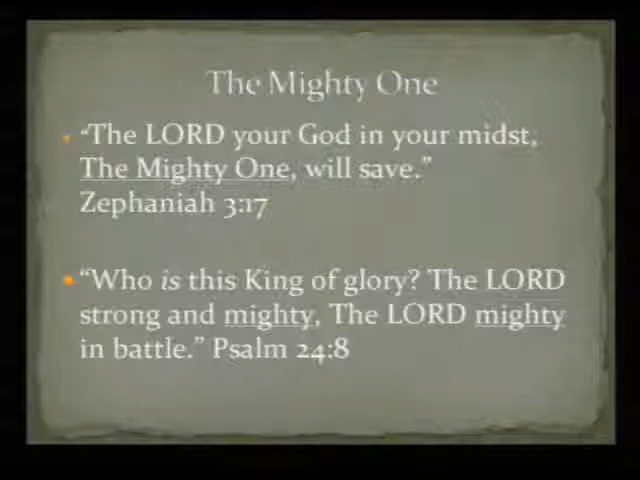 The Mighty One
• “The LORD your God in your midst,
The Mighty One, will save.”
Zephaniah 3:17
• “Who is this King of glory? The LORD
strong and mighty, The LORD mighty
in battle.” Psalm 24:8